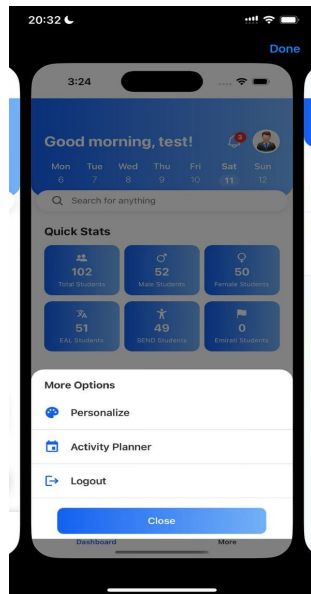 20:32
Done
3:24
Good morning, test!
3
Mon Tue Wed Thu Fri Sat Sun
6 7 8 9 10 11 12
Search for anything
Quick Stats
102 52 50
Total Students Male Students Female Students
51 49 0
EAL Students SEND Students Emirati Students
More Options
Personalize
Activity Planner
Logout
Close
Dashboard More